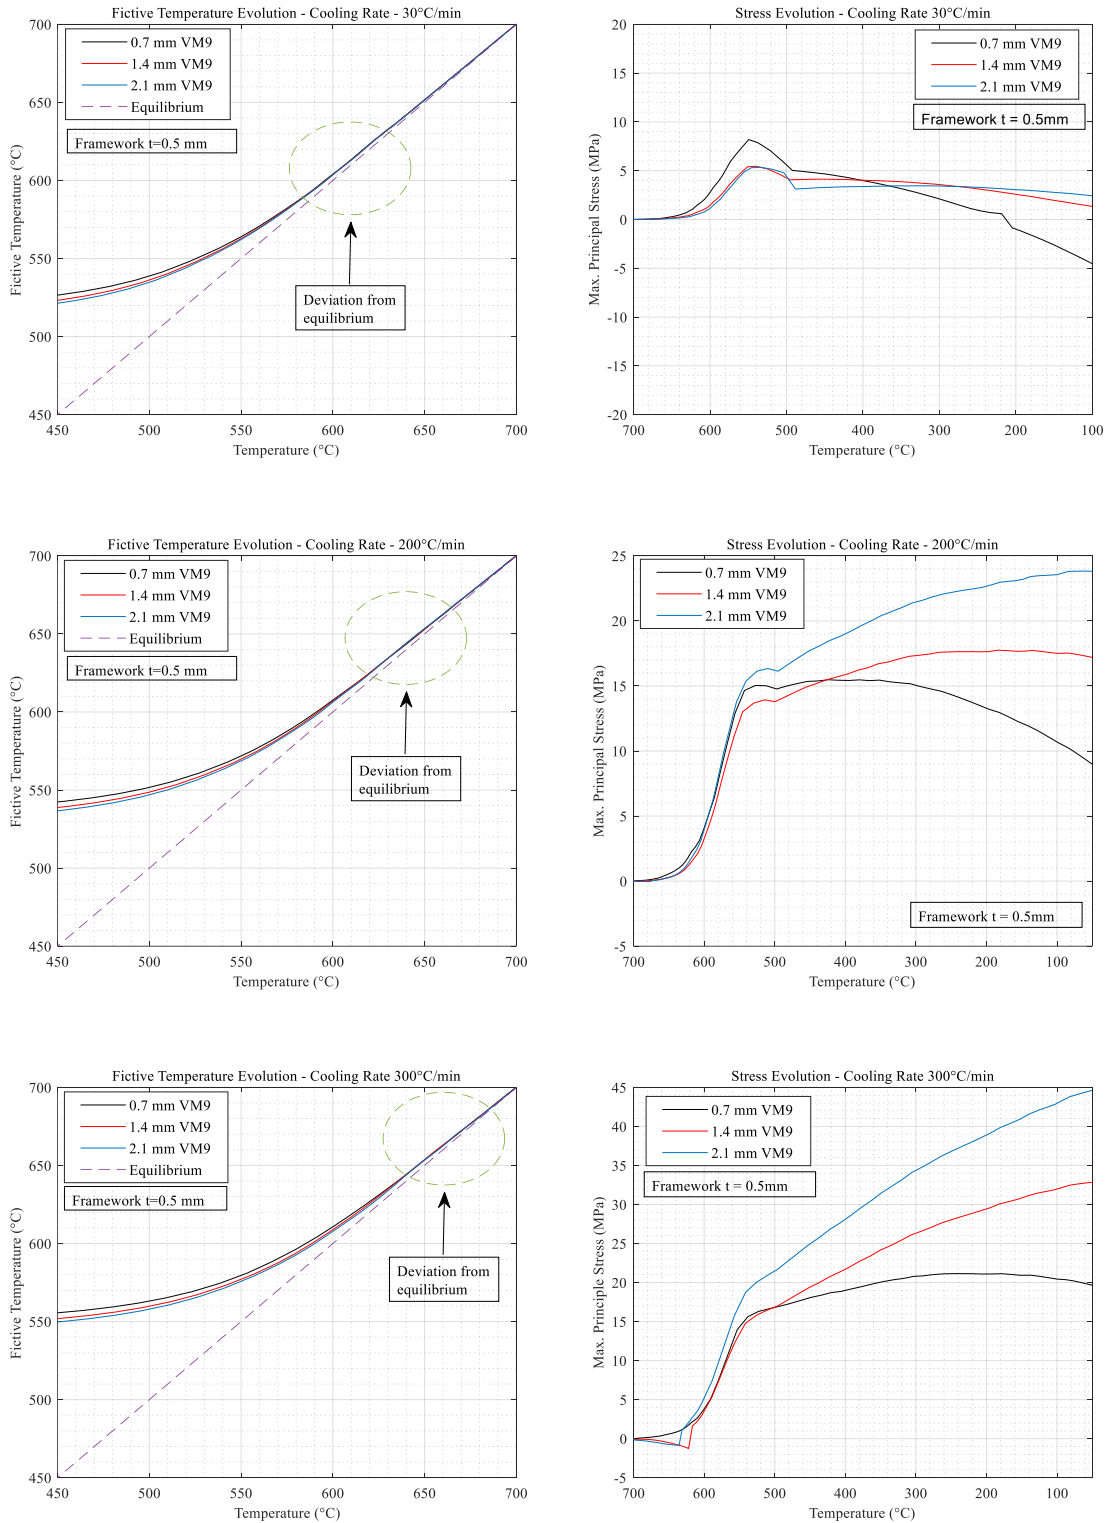 Fictive Temperature Evolution - Cooling Rate - 30°C/min
700
650
600
550
500
450
Fictive Temperature (°C)
0.7 mm VM9
1.4 mm VM9
2.1 mm VM9
Equilibrium
Framework t=0.5 mm
Deviation from
equilibrium
450 500 550 600 650 700
Temperature (°C)
Stress Evolution - Cooling Rate 30°C/min
20
15
10
5
0
-5
-10
-15
-20
Max. Principal Stress (MPa)
0.7 mm VM9
1.4 mm VM9
2.1 mm VM9
Framework t = 0.5mm
700 600 500 400 300 200 100
Temperature (°C)
Fictive Temperature Evolution - Cooling Rate - 200°C/min
700
650
600
550
500
450
Fictive Temperature (°C)
0.7 mm VM9
1.4 mm VM9
2.1 mm VM9
Equilibrium
Framework t=0.5 mm
Deviation from
equilibrium
450 500 550 600 650 700
Temperature (°C)
Stress Evolution - Cooling Rate - 200°C/min
25
20
15
10
5
0
-5
Max. Principal Stress (MPa)
0.7 mm VM9
1.4 mm VM9
2.1 mm VM9
Framework t = 0.5mm
700 600 500 400 300 200 100
Temperature (°C)
Fictive Temperature Evolution - Cooling Rate 300°C/min
700
650
600
550
500
450
Fictive Temperature (°C)
0.7 mm VM9
1.4 mm VM9
2.1 mm VM9
Equilibrium
Framework t=0.5 mm
Deviation from
equilibrium
450 500 550 600 650 700
Temperature (°C)
Stress Evolution - Cooling Rate 300°C/min
45
40
35
30
25
20
15
10
5
0
-5
Max. Principle Stress (MPa)
0.7 mm VM9
1.4 mm VM9
2.1 mm VM9
Framework t = 0.5mm
700 600 500 400 300 200 100
Temperature (°C)